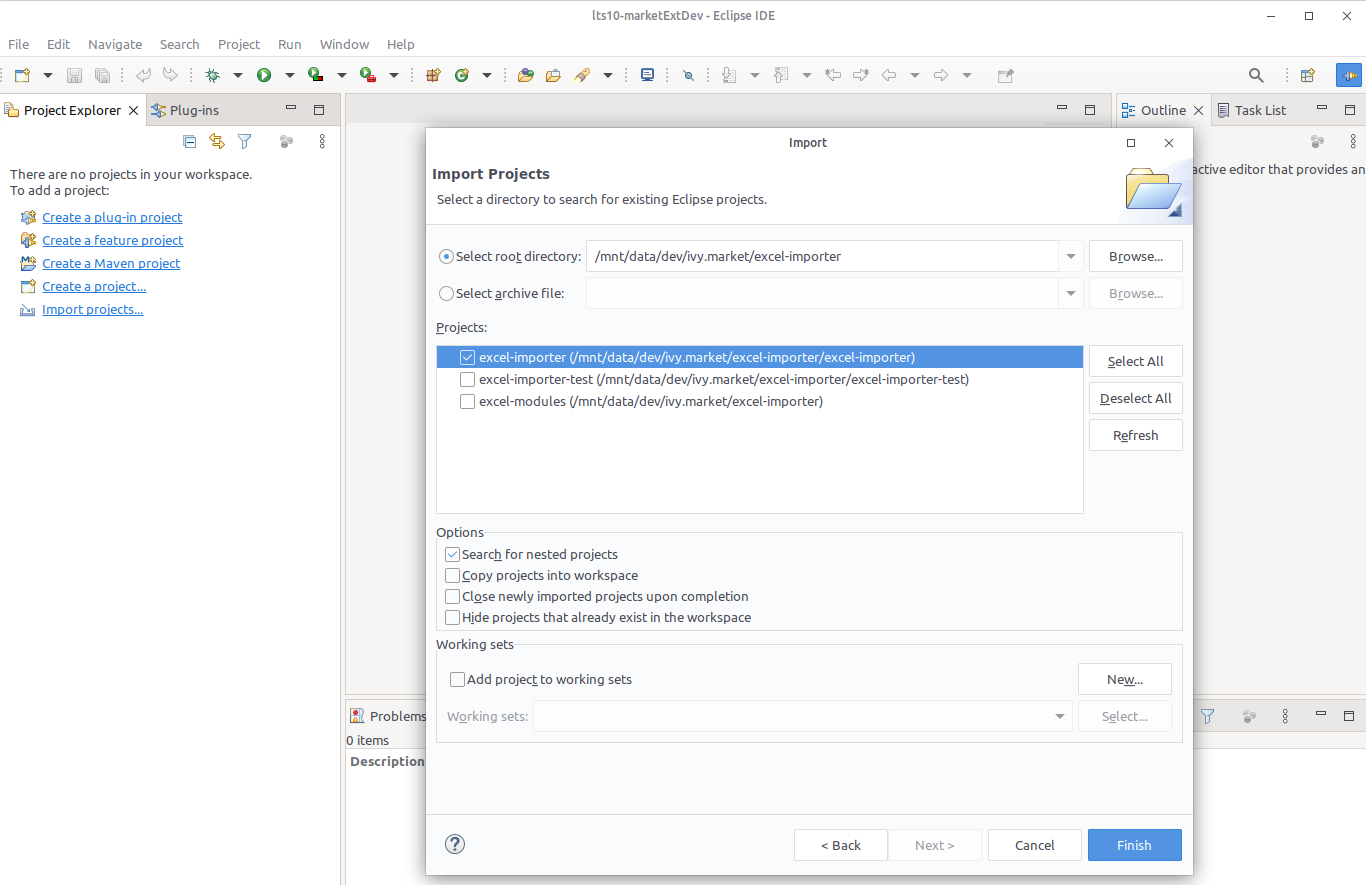 lts10-marketExtDev - Eclipse IDE
File Edit Navigate Search Project Run Window Help
Project Explorer
Plug-ins
There are no projects in your workspace.
To add a project:
Create a plug-in project
Create a feature project
Create a Maven project
Create a project...
Import projects...
Outline
Task List
active editor that provides an
Import
Import Projects
Select a directory to search for existing Eclipse projects.
Select root directory: /mnt/data/dev/ivy.market/excel-importer Browse...
Select archive file: Browse...
Projects:
excel-importer (/mnt/data/dev/ivy.market/excel-importer/excel-importer)
excel-importer-test (/mnt/data/dev/ivy.market/excel-importer/excel-importer-test)
excel-modules (/mnt/data/dev/ivy.market/excel-importer)
Select All
Deselect All
Refresh
Options
Search for nested projects
Copy projects into workspace
Close newly imported projects upon completion
Hide projects that already exist in the workspace
Working sets
Add project to working sets New...
Working sets: Select...
? < Back Next > Cancel Finish
Problems
0 items
Description